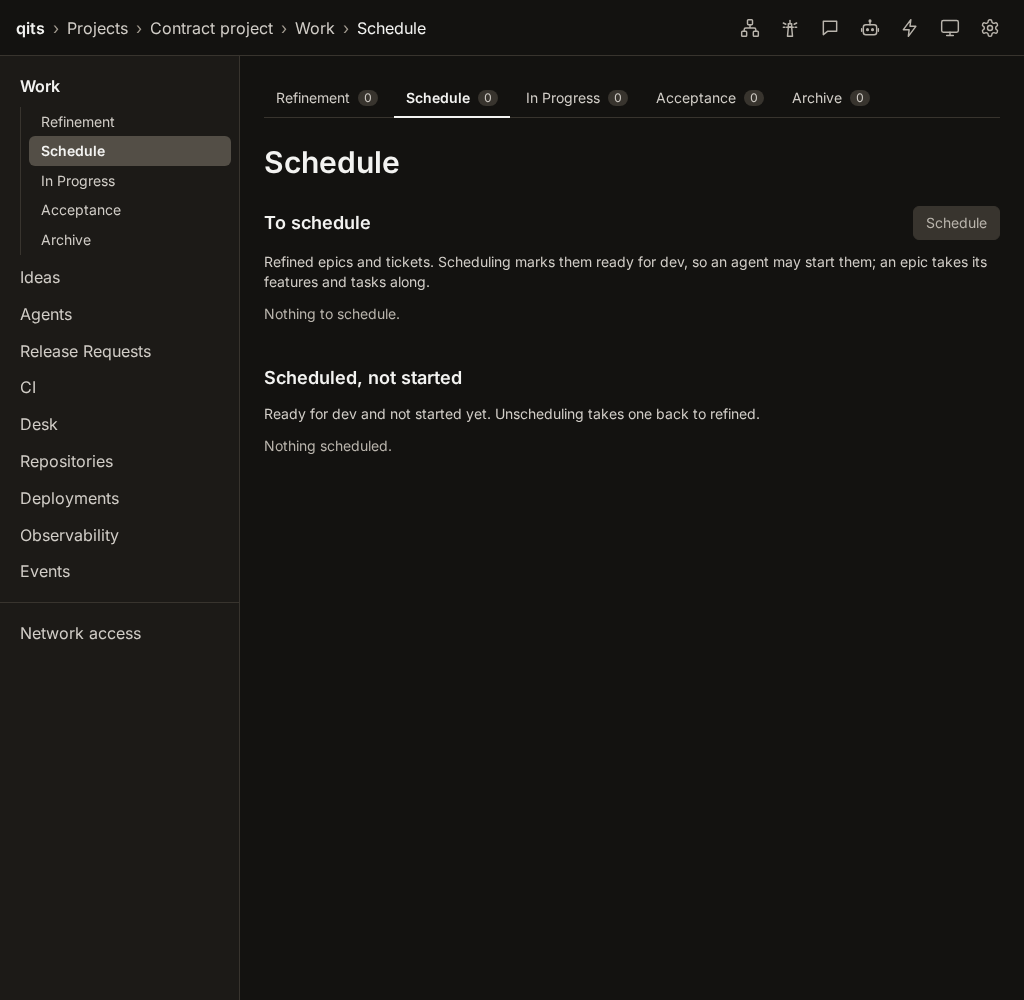 qits › Projects › Contract project › Work › Schedule
Work
Refinement
Schedule
In Progress
Acceptance
Archive
Ideas
Agents
Release Requests
CI
Desk
Repositories
Deployments
Observability
Events
Network access
Refinement 0 Schedule 0 In Progress 0 Acceptance 0 Archive 0
Schedule
To schedule
Schedule
Refined epics and tickets. Scheduling marks them ready for dev, so an agent may start them; an epic takes its
features and tasks along.
Nothing to schedule.
Scheduled, not started
Ready for dev and not started yet. Unscheduling takes one back to refined.
Nothing scheduled.